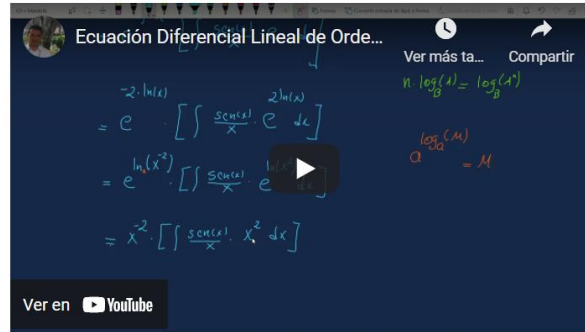 Ecuación Diferencial Lineal de Orde...
Ver más ta...
Compartir
n·log_B(A) = log_B(A^n)
= e^{-2·ln(x)} · [∫ sen(x)/x · e^{2ln(x)} dx]
a^{log_a(M)} = M
= e^{ln(x^{-2})} · [∫ sen(x)/x · e
dx]
= x^{-2} · [∫ sen(x)/x · x^2 dx]
Ver en YouTube